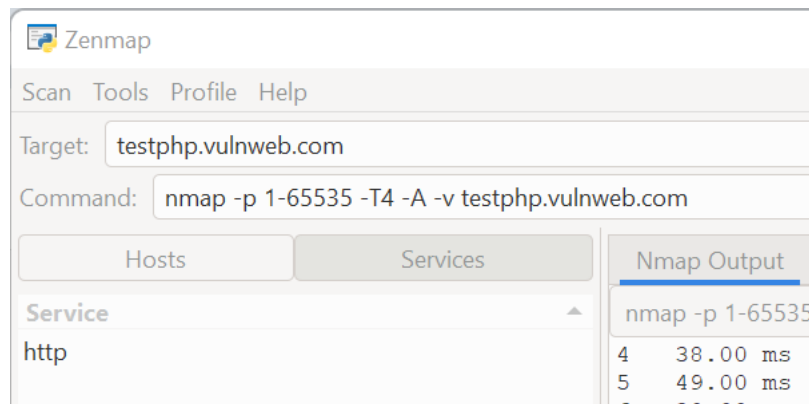 Zenmap
Scan Tools Profile Help
Target: testphp.vulnweb.com
Command: nmap -p 1-65535 -T4 -A -v testphp.vulnweb.com
Hosts Services Nmap Output
Service nmap -p 1-65535
http
4 38.00 ms
5 49.00 ms